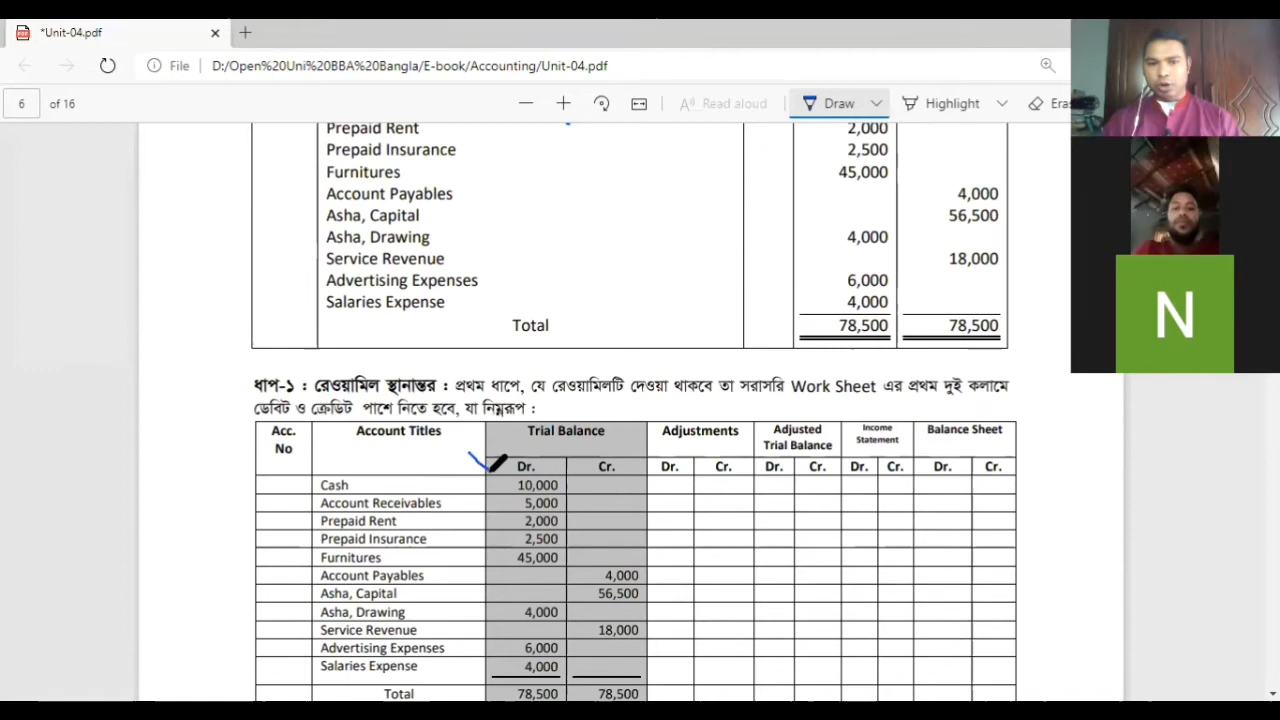 *Unit-04.pdf
File D:/Open%20Uni%20BBA%20Bangla/E-book/Accounting/Unit-04.pdf
6 of 16 Read aloud Draw Highlight Eras
Prepaid Rent 2,000
Prepaid Insurance 2,500
Furnitures 45,000
Account Payables 4,000
Asha, Capital 56,500
Asha, Drawing 4,000
Service Revenue 18,000
Advertising Expenses 6,000
Salaries Expense 4,000
Total 78,500 78,500
N
ধাপ-১ : রেওয়ামিল স্থানান্তর : প্রথম ধাপে, যে রেওয়ামিলটি দেওয়া থাকবে তা সরাসরি Work Sheet এর প্রথম দুই কলামে
ডেবিট ও ক্রেডিট পাশে নিতে হবে, যা নিম্নরূপ :
Acc. No Account Titles Trial Balance Adjustments Adjusted Trial Balance Income Statement Balance Sheet
Dr. Cr. Dr. Cr. Dr. Cr. Dr. Cr. Dr. Cr.
Cash 10,000
Account Receivables 5,000
Prepaid Rent 2,000
Prepaid Insurance 2,500
Furnitures 45,000
Account Payables 4,000
Asha, Capital 56,500
Asha, Drawing 4,000
Service Revenue 18,000
Advertising Expenses 6,000
Salaries Expense 4,000
Total 78,500 78,500